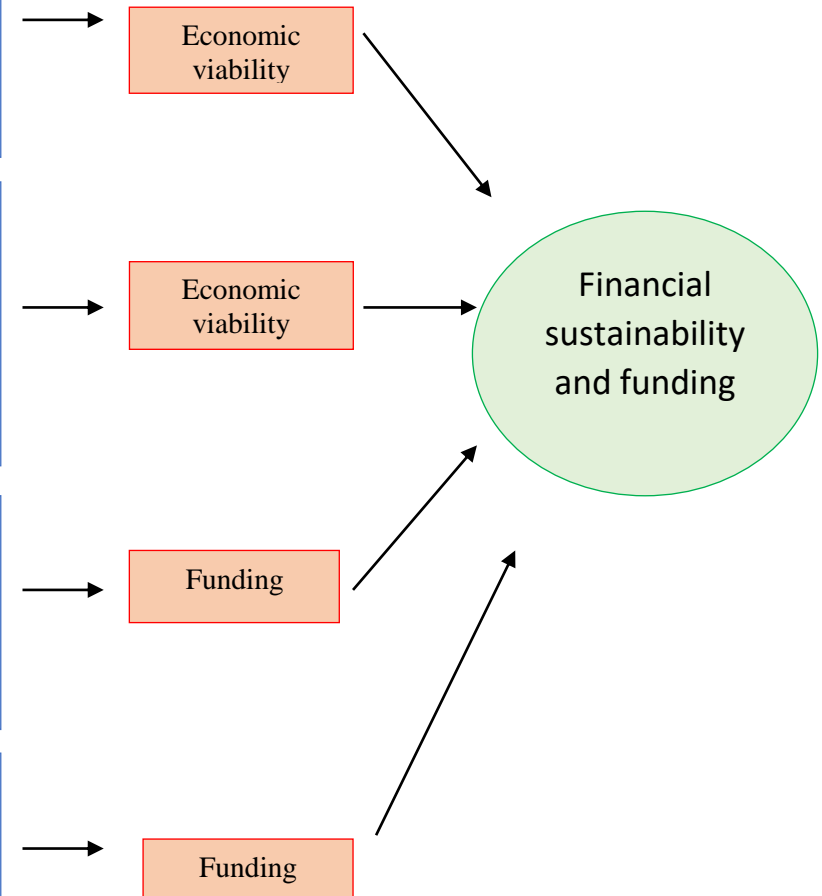 Economic
viability
Economic
viability
Financial
sustainability
and funding
Funding
Funding